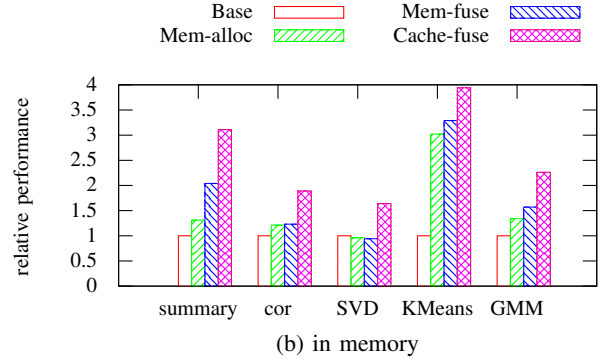 Base Mem-fuse
Mem-alloc Cache-fuse
relative performance
4
3.5
3
2.5
2
1.5
1
0.5
0
summary cor SVD KMeans GMM
(b) in memory